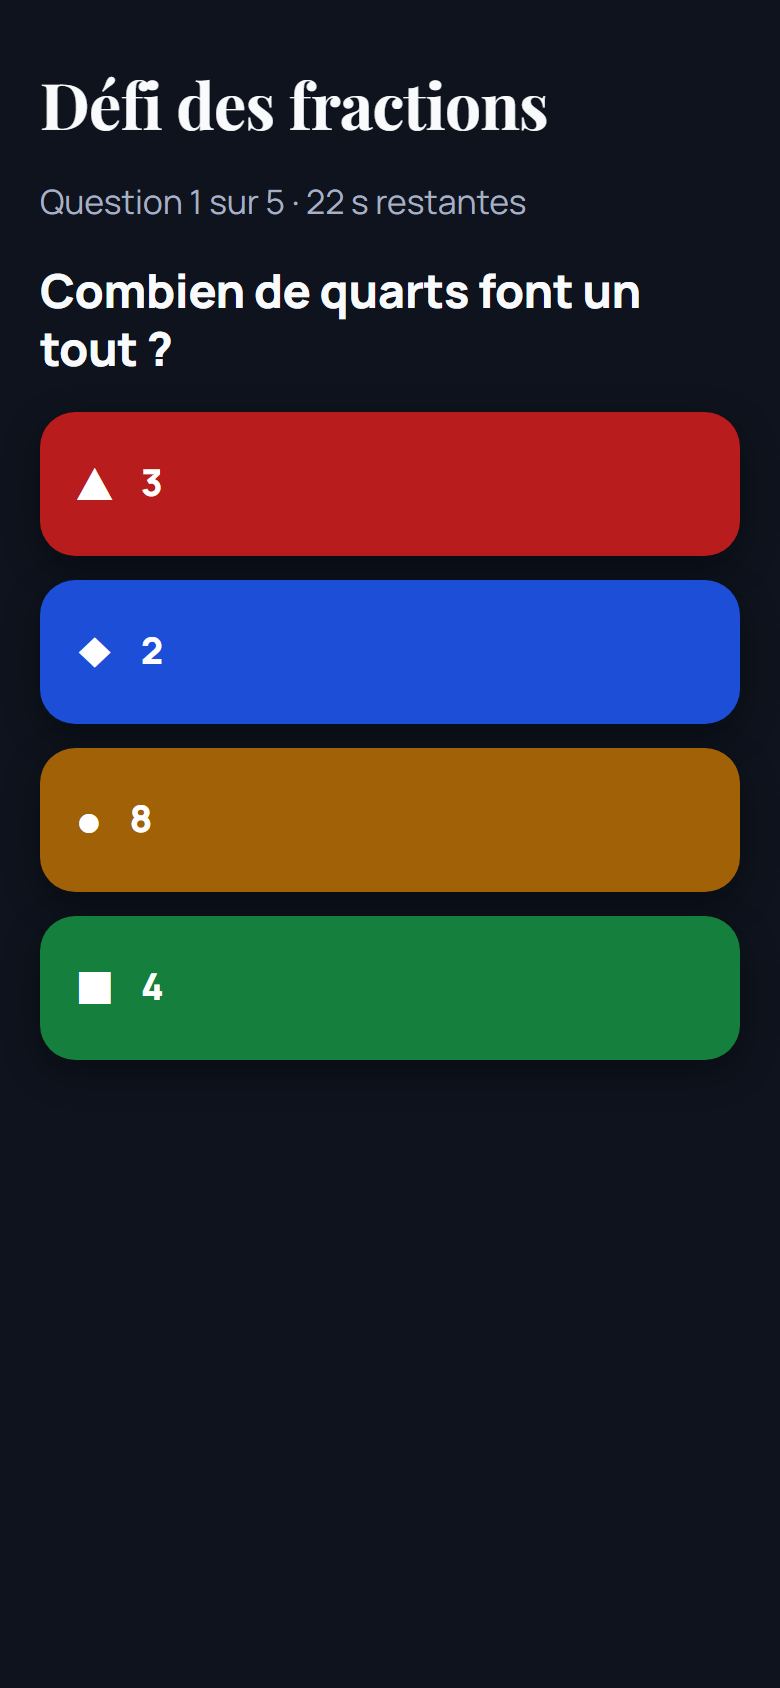 Défi des fractions
Question 1 sur 5 · 22 s restantes
Combien de quarts font un
tout ?
▲ 3
◆ 2
● 8
■ 4